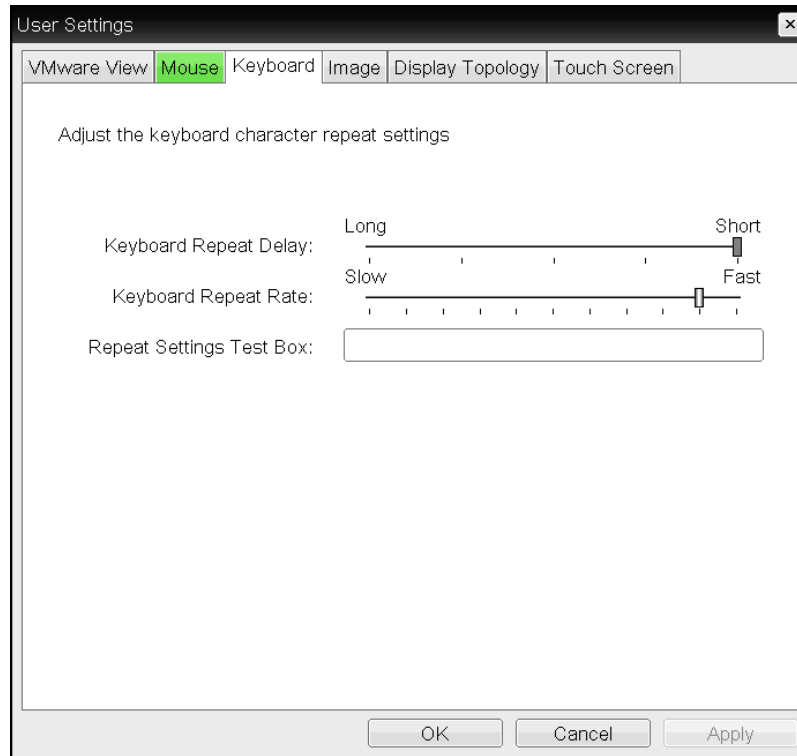 User Settings
VMware View Mouse Keyboard Image Display Topology Touch Screen
Adjust the keyboard character repeat settings
Long Short
Keyboard Repeat Delay:
Slow Fast
Keyboard Repeat Rate:
Repeat Settings Test Box:
OK Cancel Apply